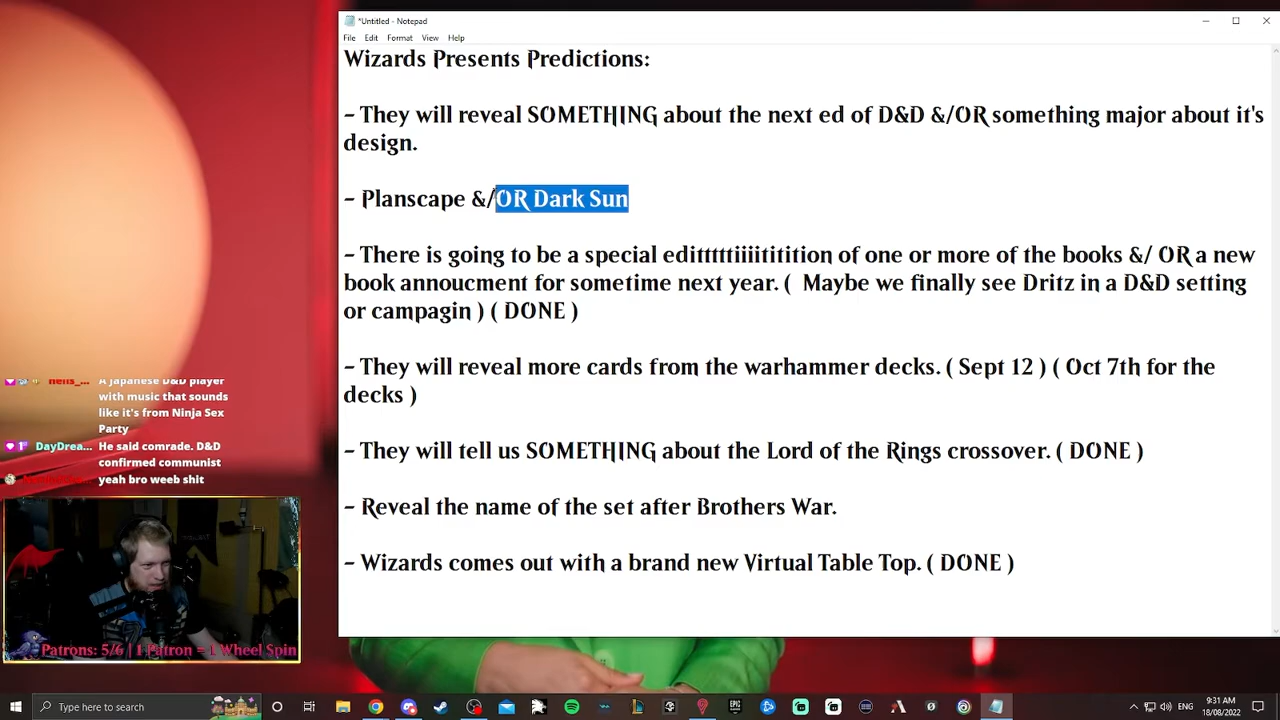 *Untitled - Notepad
File Edit Format View Help
Wizards Presents Predictions:
- They will reveal SOMETHING about the next ed of D&D &/OR something major about it's
design.
- Planscape &/OR Dark Sun
- There is going to be a special edittttiiiitititition of one or more of the books &/ OR a new
book annoucment for sometime next year. (  Maybe we finally see Dritz in a D&D setting
or campagin ) ( DONE )
- They will reveal more cards from the warhammer decks. ( Sept 12 ) ( Oct 7th for the
decks )
- They will tell us SOMETHING about the Lord of the Rings crossover. ( DONE )
- Reveal the name of the set after Brothers War.
- Wizards comes out with a brand new Virtual Table Top. ( DONE )
A Japanese D&D player
with music that sounds
like it's from Ninja Sex
Party
DayDrea... He said comrade. D&D
confirmed communist
yeah bro weeb shit
Patrons: 5/6 | 1 Patron = 1 Wheel Spin
Type here to search
ENG
9:31 AM
18/08/2022